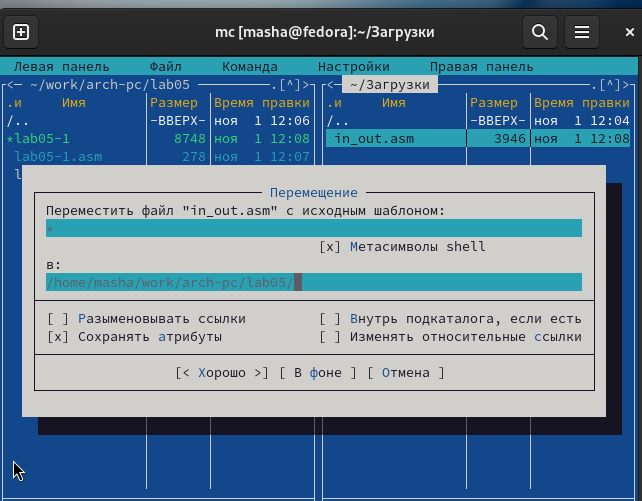 mc [masha@fedora]:~/Загрузки
Левая панель Файл Команда Настройки Правая панель
<─ ~/work/arch-pc/lab05 ─.[^]> <─ ~/Загрузки ─.[^]>
.и Имя Размер Время правки .и Имя Размер Время правки
/.. -ВВЕРХ- ноя 1 12:06 /.. -ВВЕРХ- ноя 1 12:04
*lab05-1 8748 ноя 1 12:08 in_out.asm 3946 ноя 1 12:08
lab05-1.asm 278 ноя 1 12:07
l
Перемещение
Переместить файл "in_out.asm" с исходным шаблоном:
*
[x] Метасимволы shell
в:
/home/masha/work/arch-pc/lab05/
[ ] Разыменовывать ссылки [ ] Внутрь подкаталога, если есть
[x] Сохранять атрибуты [ ] Изменять относительные ссылки
[< Хорошо >] [ В фоне ] [ Отмена ]